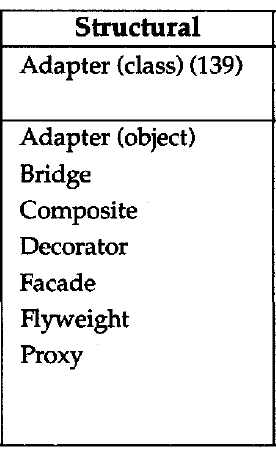 Structural
Adapter (class) (139)
Adapter (object)
Bridge
Composite
Decorator
Facade
Flyweight
Proxy